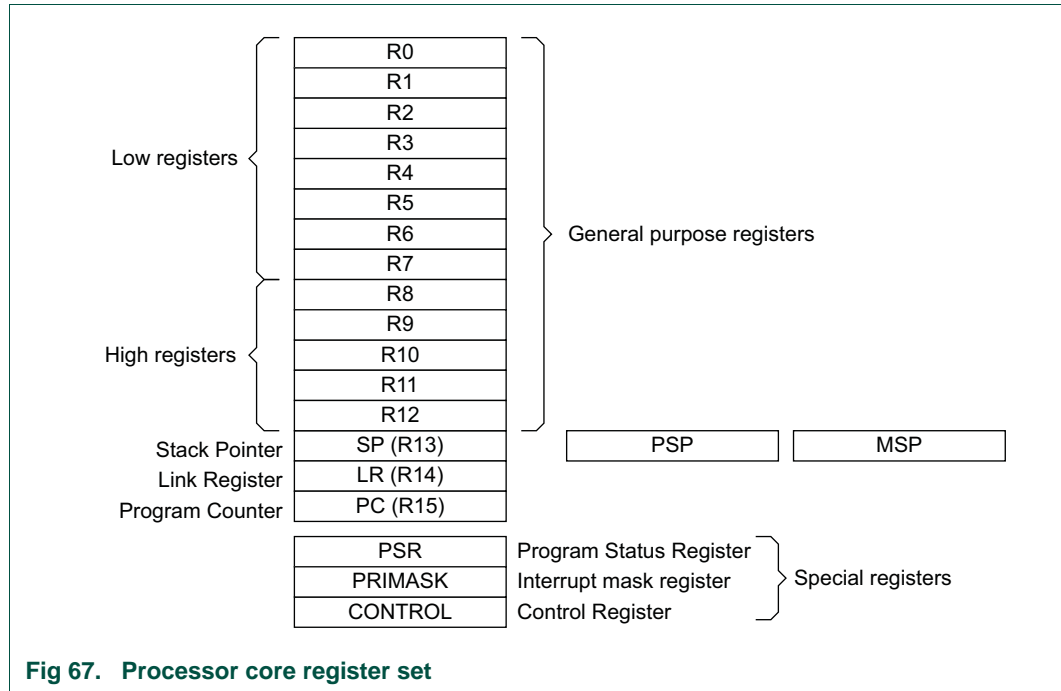 R0
R1
R2
R3
Low registers
R4
R5
R6
General purpose registers
R7
R8
R9
High registers
R10
R11
R12
Stack Pointer
SP (R13)
PSP
MSP
Link Register
LR (R14)
Program Counter
PC (R15)
PSR
Program Status Register
PRIMASK
Interrupt mask register
Special registers
CONTROL
Control Register
Fig 67. Processor core register set